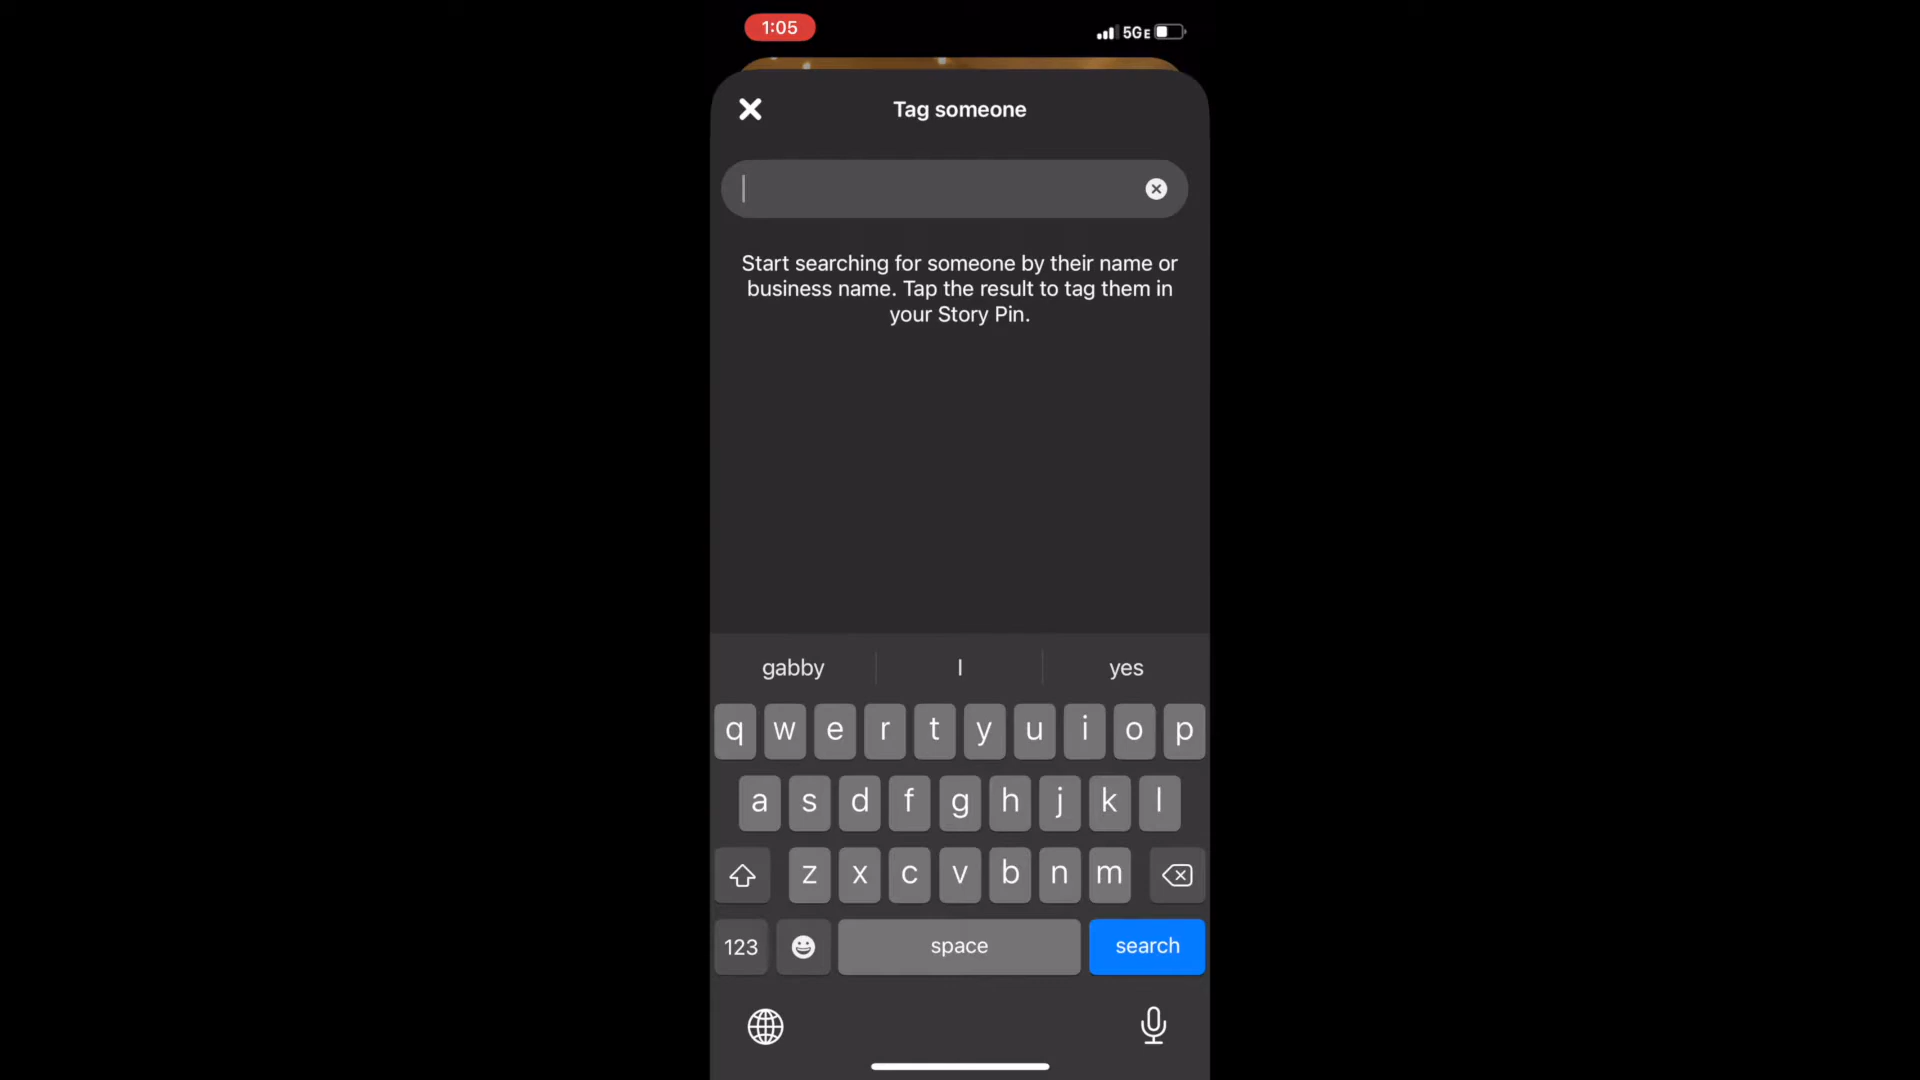 1:05
5GE
Tag someone
Start searching for someone by their name or
business name. Tap the result to tag them in
your Story Pin.
gabby I yes
q w e r t y u i o p
a s d f g h j k l
z x c v b n m
123 space search